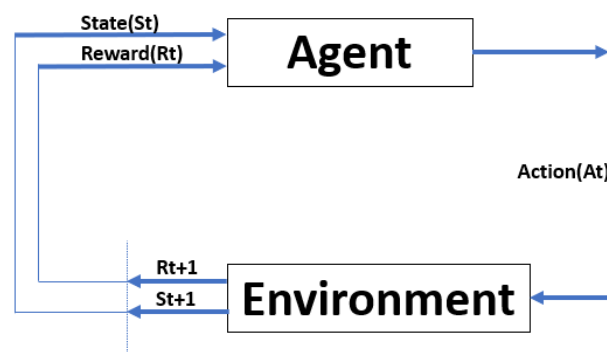 State(St)
Reward(Rt)
Agent
Action(At)
Rt+1
St+1
Environment